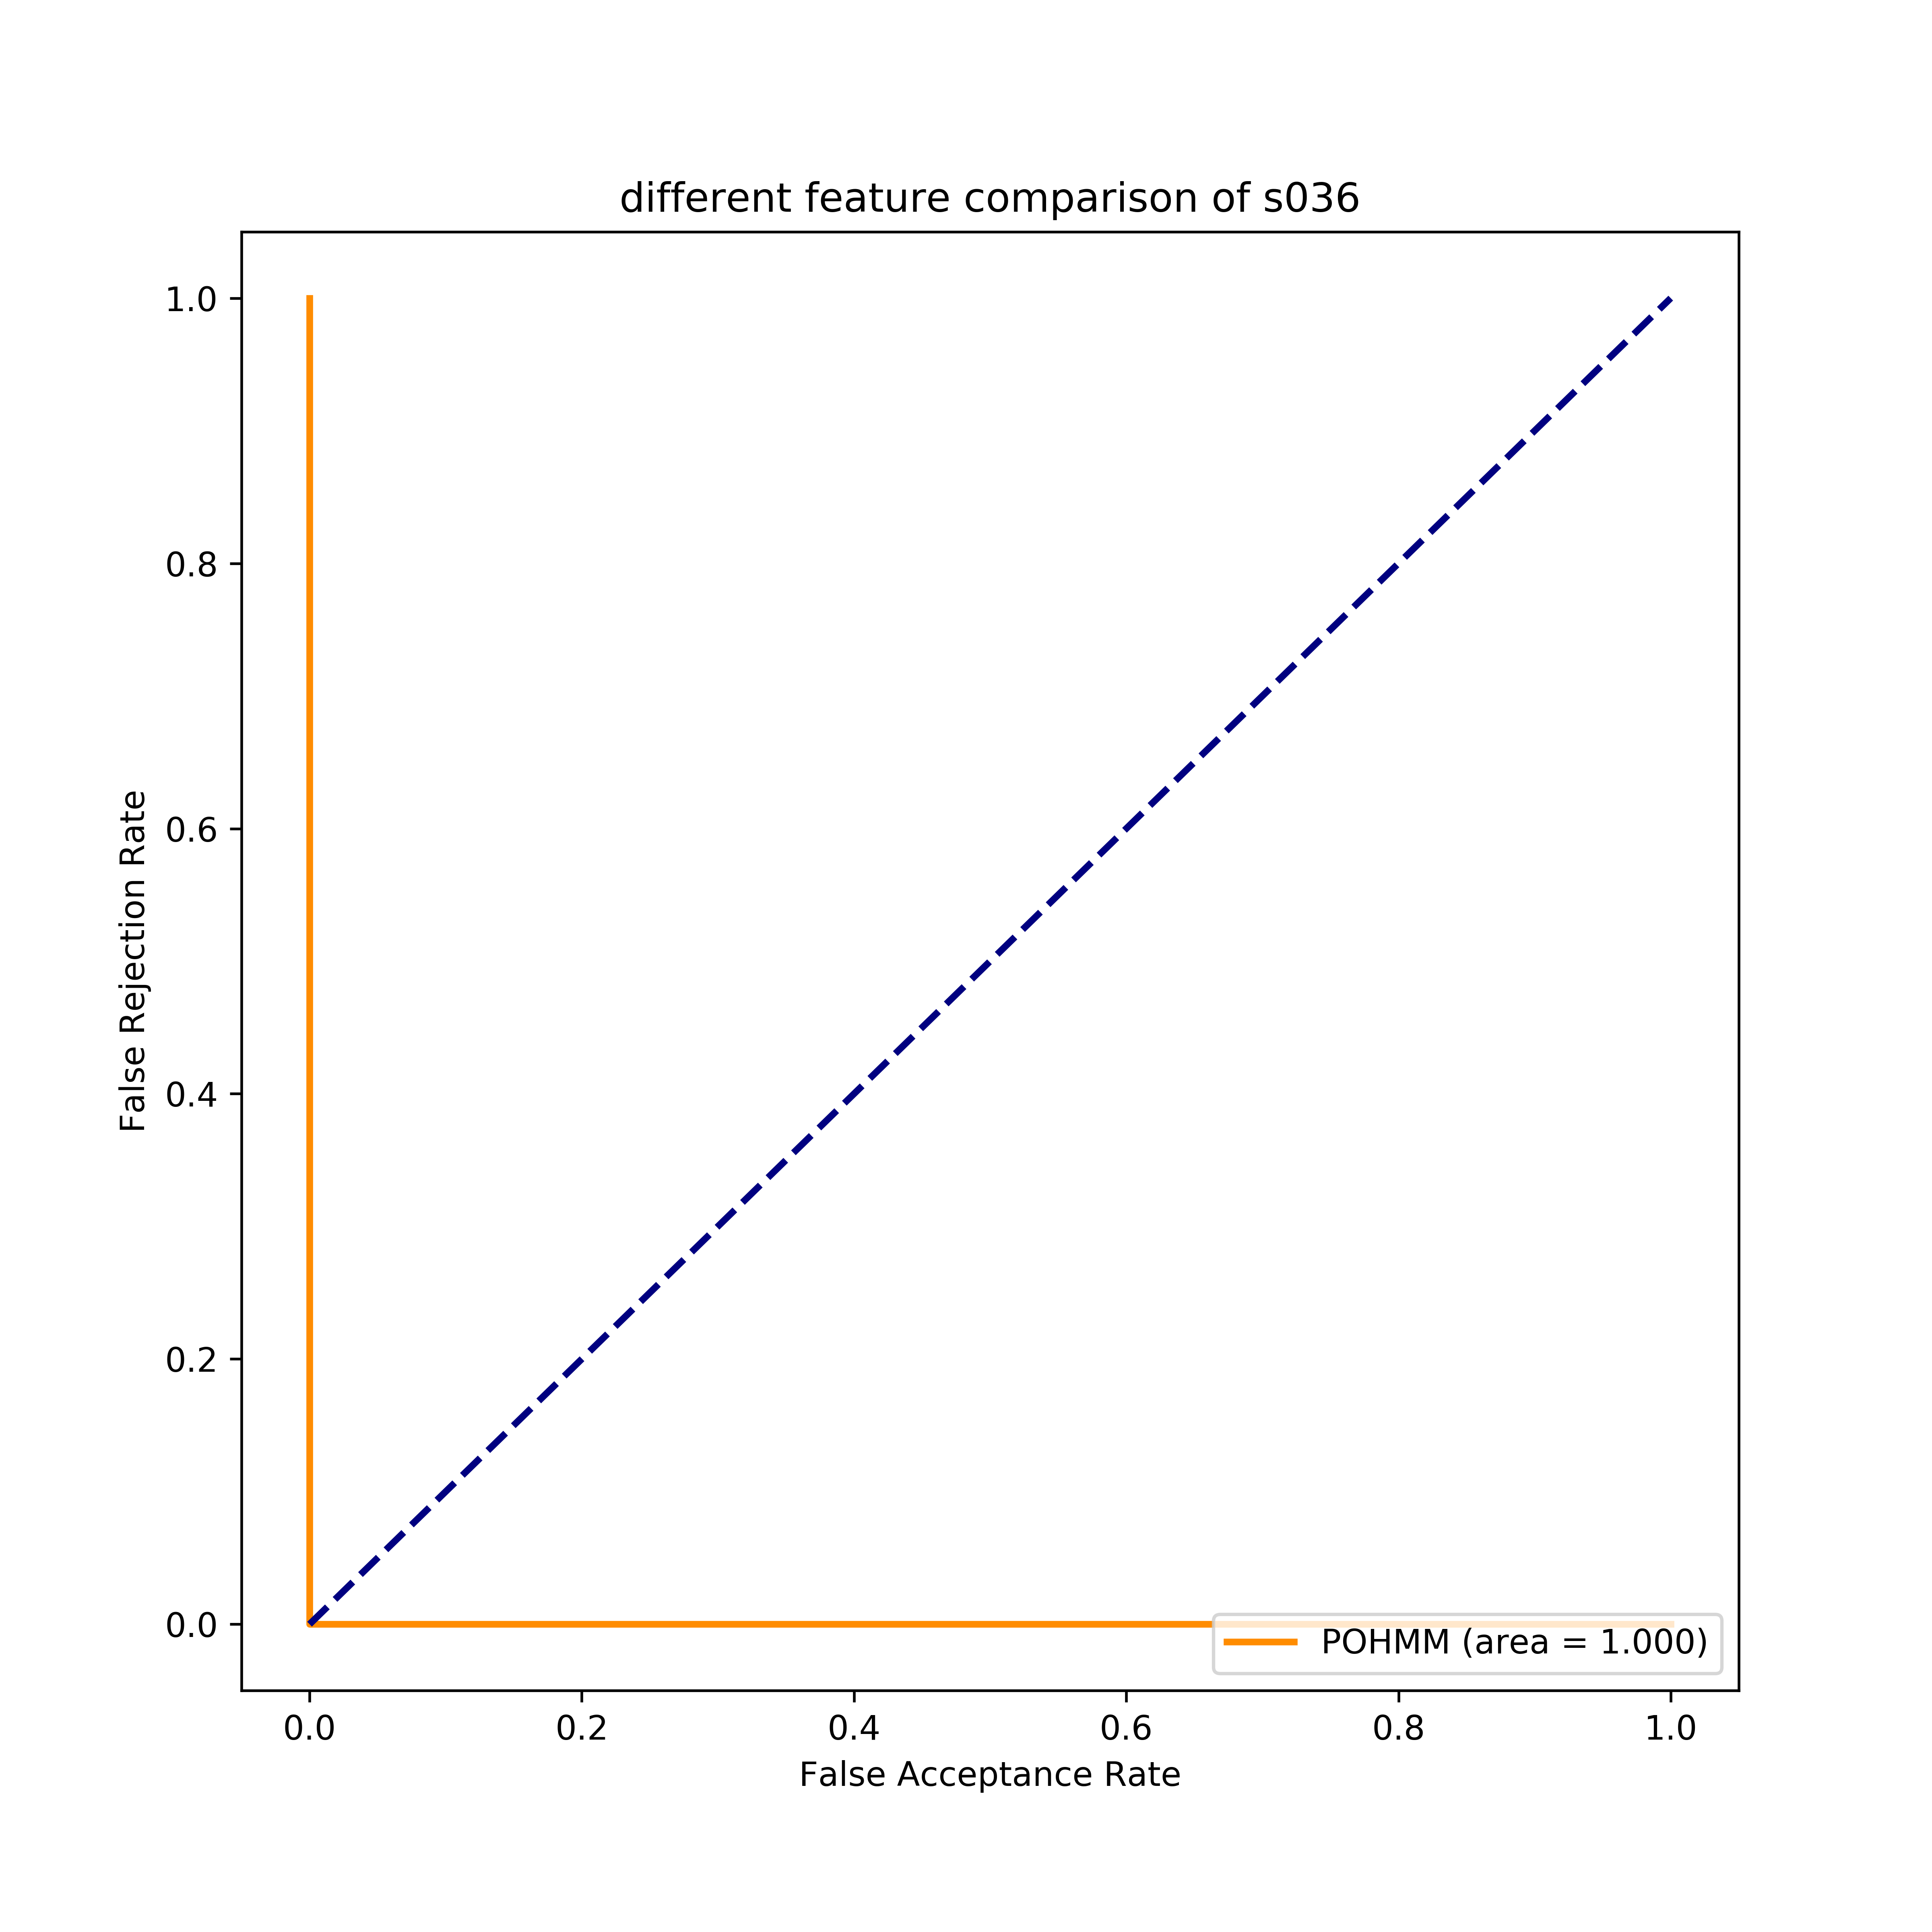 different feature comparison of s036
1.0
0.8
0.6
0.4
0.2
0.0
False Rejection Rate
POHMM (area = 1.000)
0.0 0.2 0.4 0.6 0.8 1.0
False Acceptance Rate